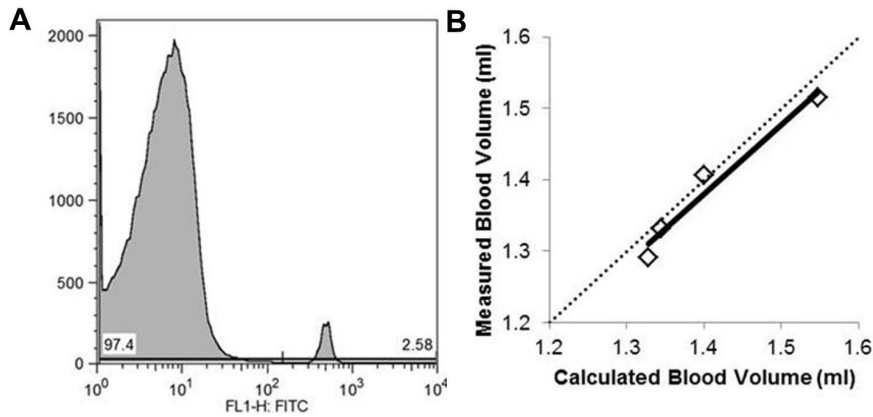 A
2000
1500
1000
500
0
97.4
2.58
10^0 10^1 10^2 10^3 10^4
FL1-H: FITC
B
Measured Blood Volume (ml)
1.6
1.5
1.4
1.3
1.2
1.2 1.3 1.4 1.5 1.6
Calculated Blood Volume (ml)